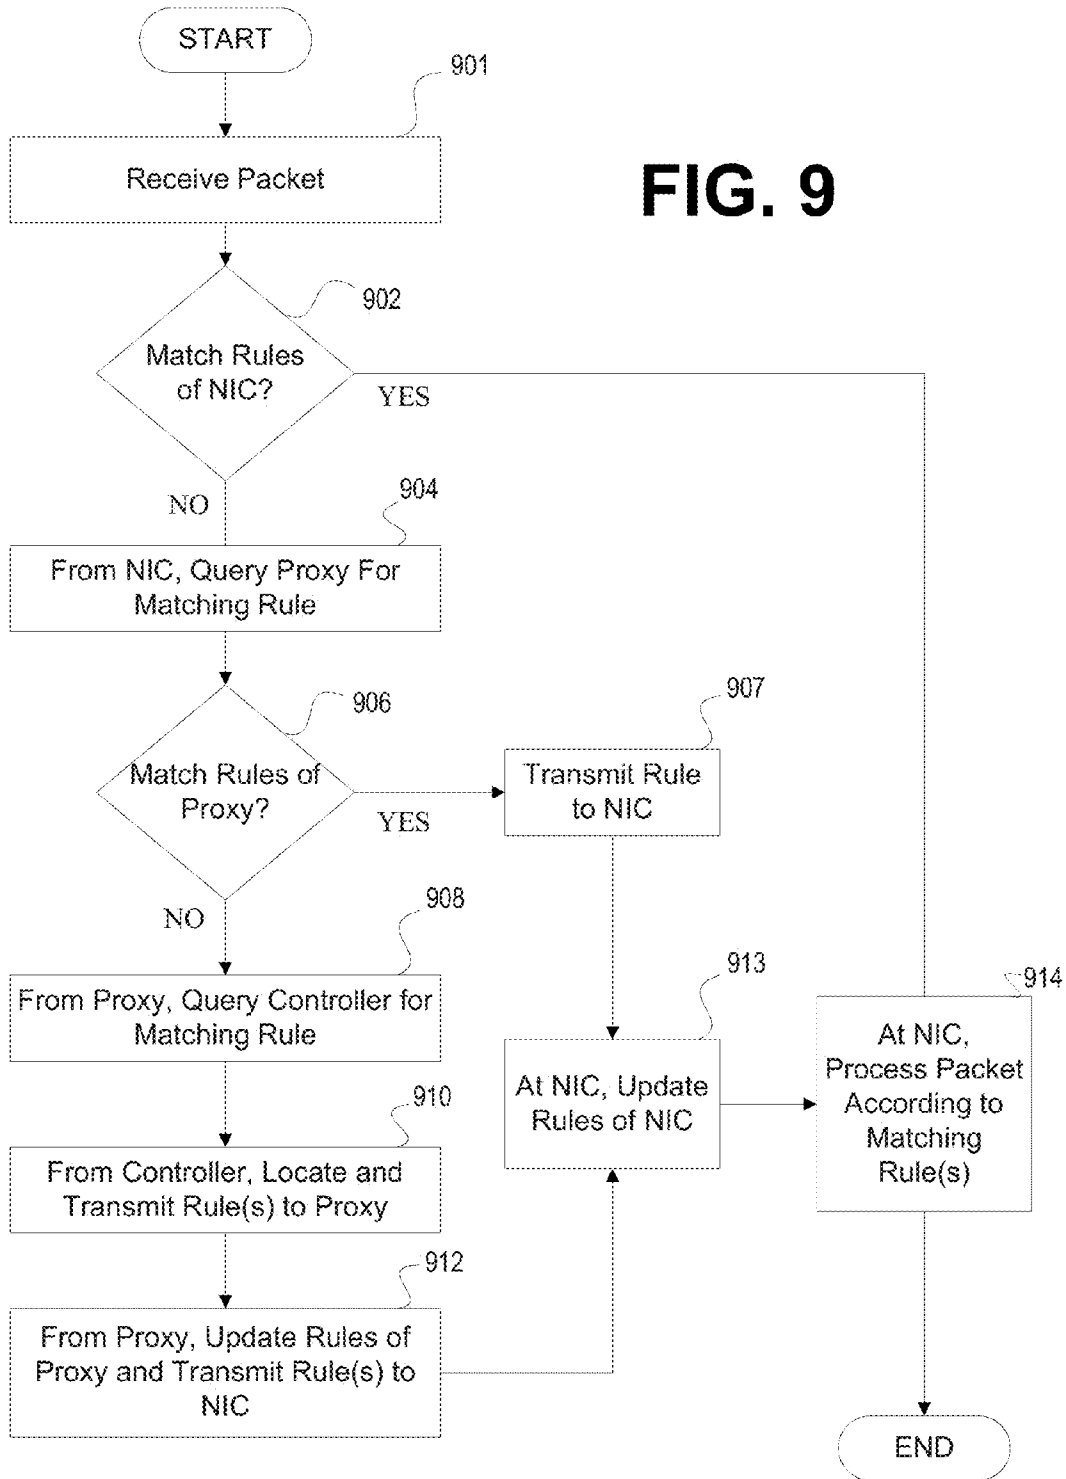 START
901
Receive Packet
FIG. 9
902
Match Rules
of NIC?
YES
NO
904
From NIC, Query Proxy For
Matching Rule
906
Match Rules of
Proxy?
YES
907
Transmit Rule
to NIC
NO
908
From Proxy, Query Controller for
Matching Rule
910
From Controller, Locate and
Transmit Rule(s) to Proxy
912
From Proxy, Update Rules of
Proxy and Transmit Rule(s) to
NIC
913
At NIC, Update
Rules of NIC
914
At NIC,
Process Packet
According to
Matching
Rule(s)
END